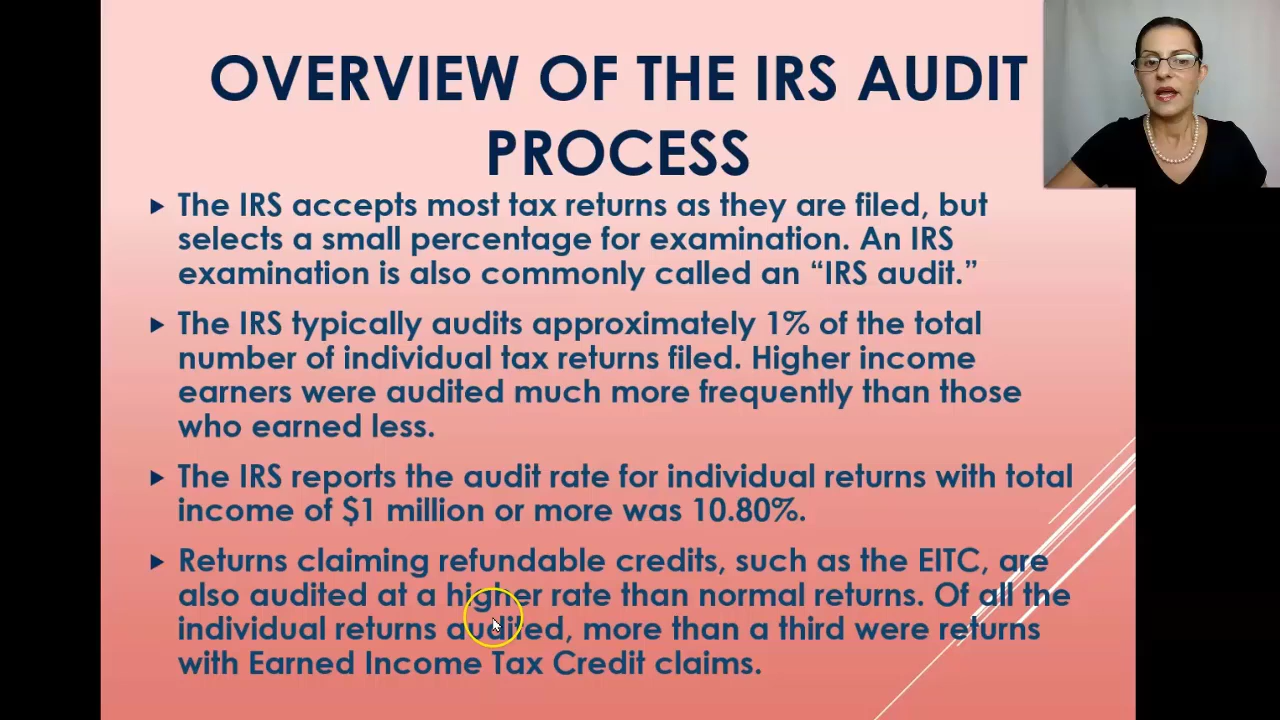 OVERVIEW OF THE IRS AUDIT
PROCESS
The IRS accepts most tax returns as they are filed, but
selects a small percentage for examination. An IRS
examination is also commonly called an “IRS audit.”
The IRS typically audits approximately 1% of the total
number of individual tax returns filed. Higher income
earners were audited much more frequently than those
who earned less.
The IRS reports the audit rate for individual returns with total
income of $1 million or more was 10.80%.
Returns claiming refundable credits, such as the EITC, are
also audited at a higher rate than normal returns. Of all the
individual returns audited, more than a third were returns
with Earned Income Tax Credit claims.